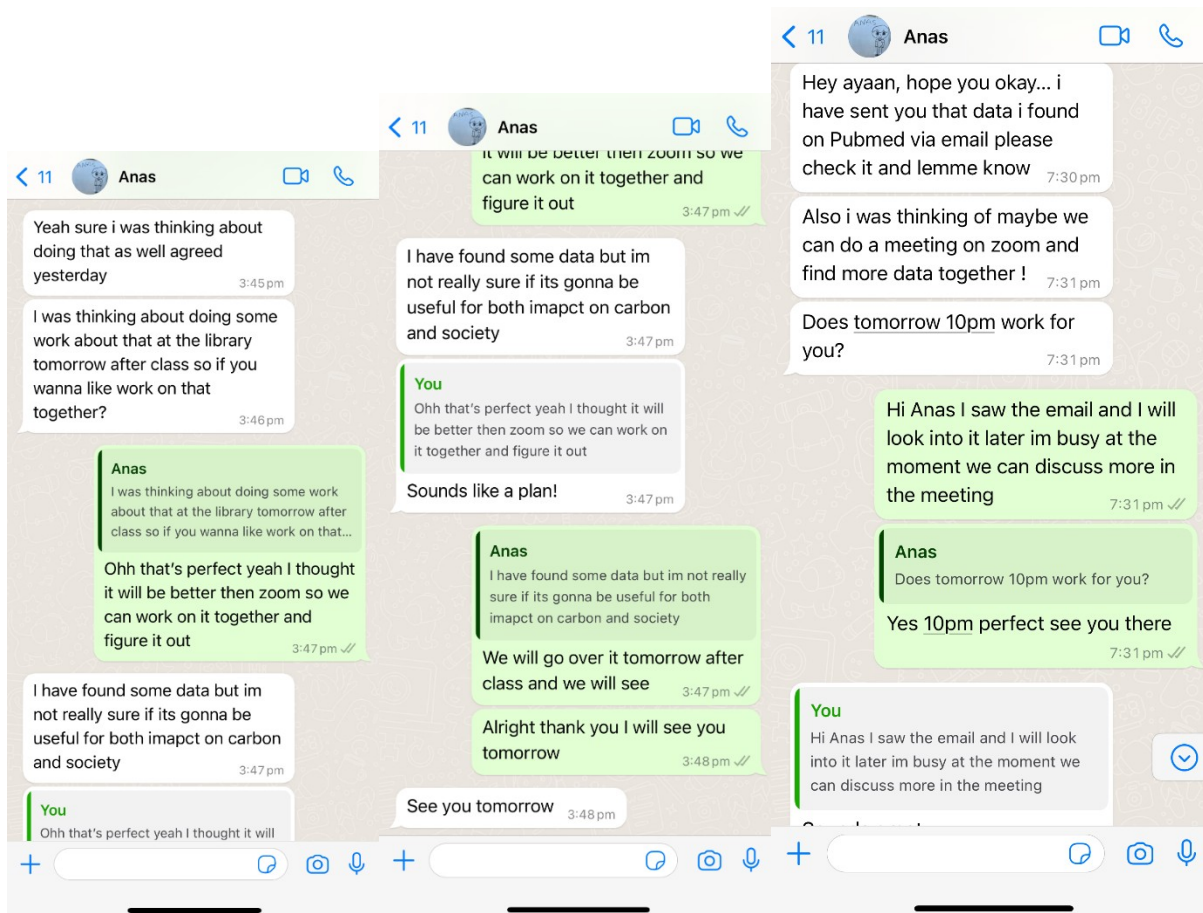 11 Anas
Yeah sure i was thinking about
doing that as well agreed
yesterday
3:45 pm
I was thinking about doing some
work about that at the library
tomorrow after class so if you
wanna like work on that
together?
3:46 pm
Anas
I was thinking about doing some work
about that at the library tomorrow after
class so if you wanna like work on that...
Ohh that's perfect yeah I thought
it will be better then zoom so we
can work on it together and
figure it out
3:47 pm
I have found some data but im
not really sure if its gonna be
useful for both imapct on carbon
and society
3:47 pm
You
Ohh that's perfect yeah I thought it will
11 Anas
it will be better then zoom so we
can work on it together and
figure it out
3:47 pm
I have found some data but im
not really sure if its gonna be
useful for both imapct on carbon
and society
3:47 pm
You
Ohh that's perfect yeah I thought it will
be better then zoom so we can work on
it together and figure it out
Sounds like a plan!
3:47 pm
Anas
I have found some data but im not really
sure if its gonna be useful for both
imapct on carbon and society
We will go over it tomorrow after
class and we will see
3:47 pm
Alright thank you I will see you
tomorrow
3:48 pm
See you tomorrow
3:48 pm
11 Anas
Hey ayaan, hope you okay... i
have sent you that data i found
on Pubmed via email please
check it and lemme know
7:30 pm
Also i was thinking of maybe we
can do a meeting on zoom and
find more data together !
7:31 pm
Does tomorrow 10pm work for
you?
7:31 pm
Hi Anas I saw the email and I will
look into it later im busy at the
moment we can discuss more in
the meeting
7:31 pm
Anas
Does tomorrow 10pm work for you?
Yes 10pm perfect see you there
7:31 pm
You
Hi Anas I saw the email and I will look
into it later im busy at the moment we
can discuss more in the meeting